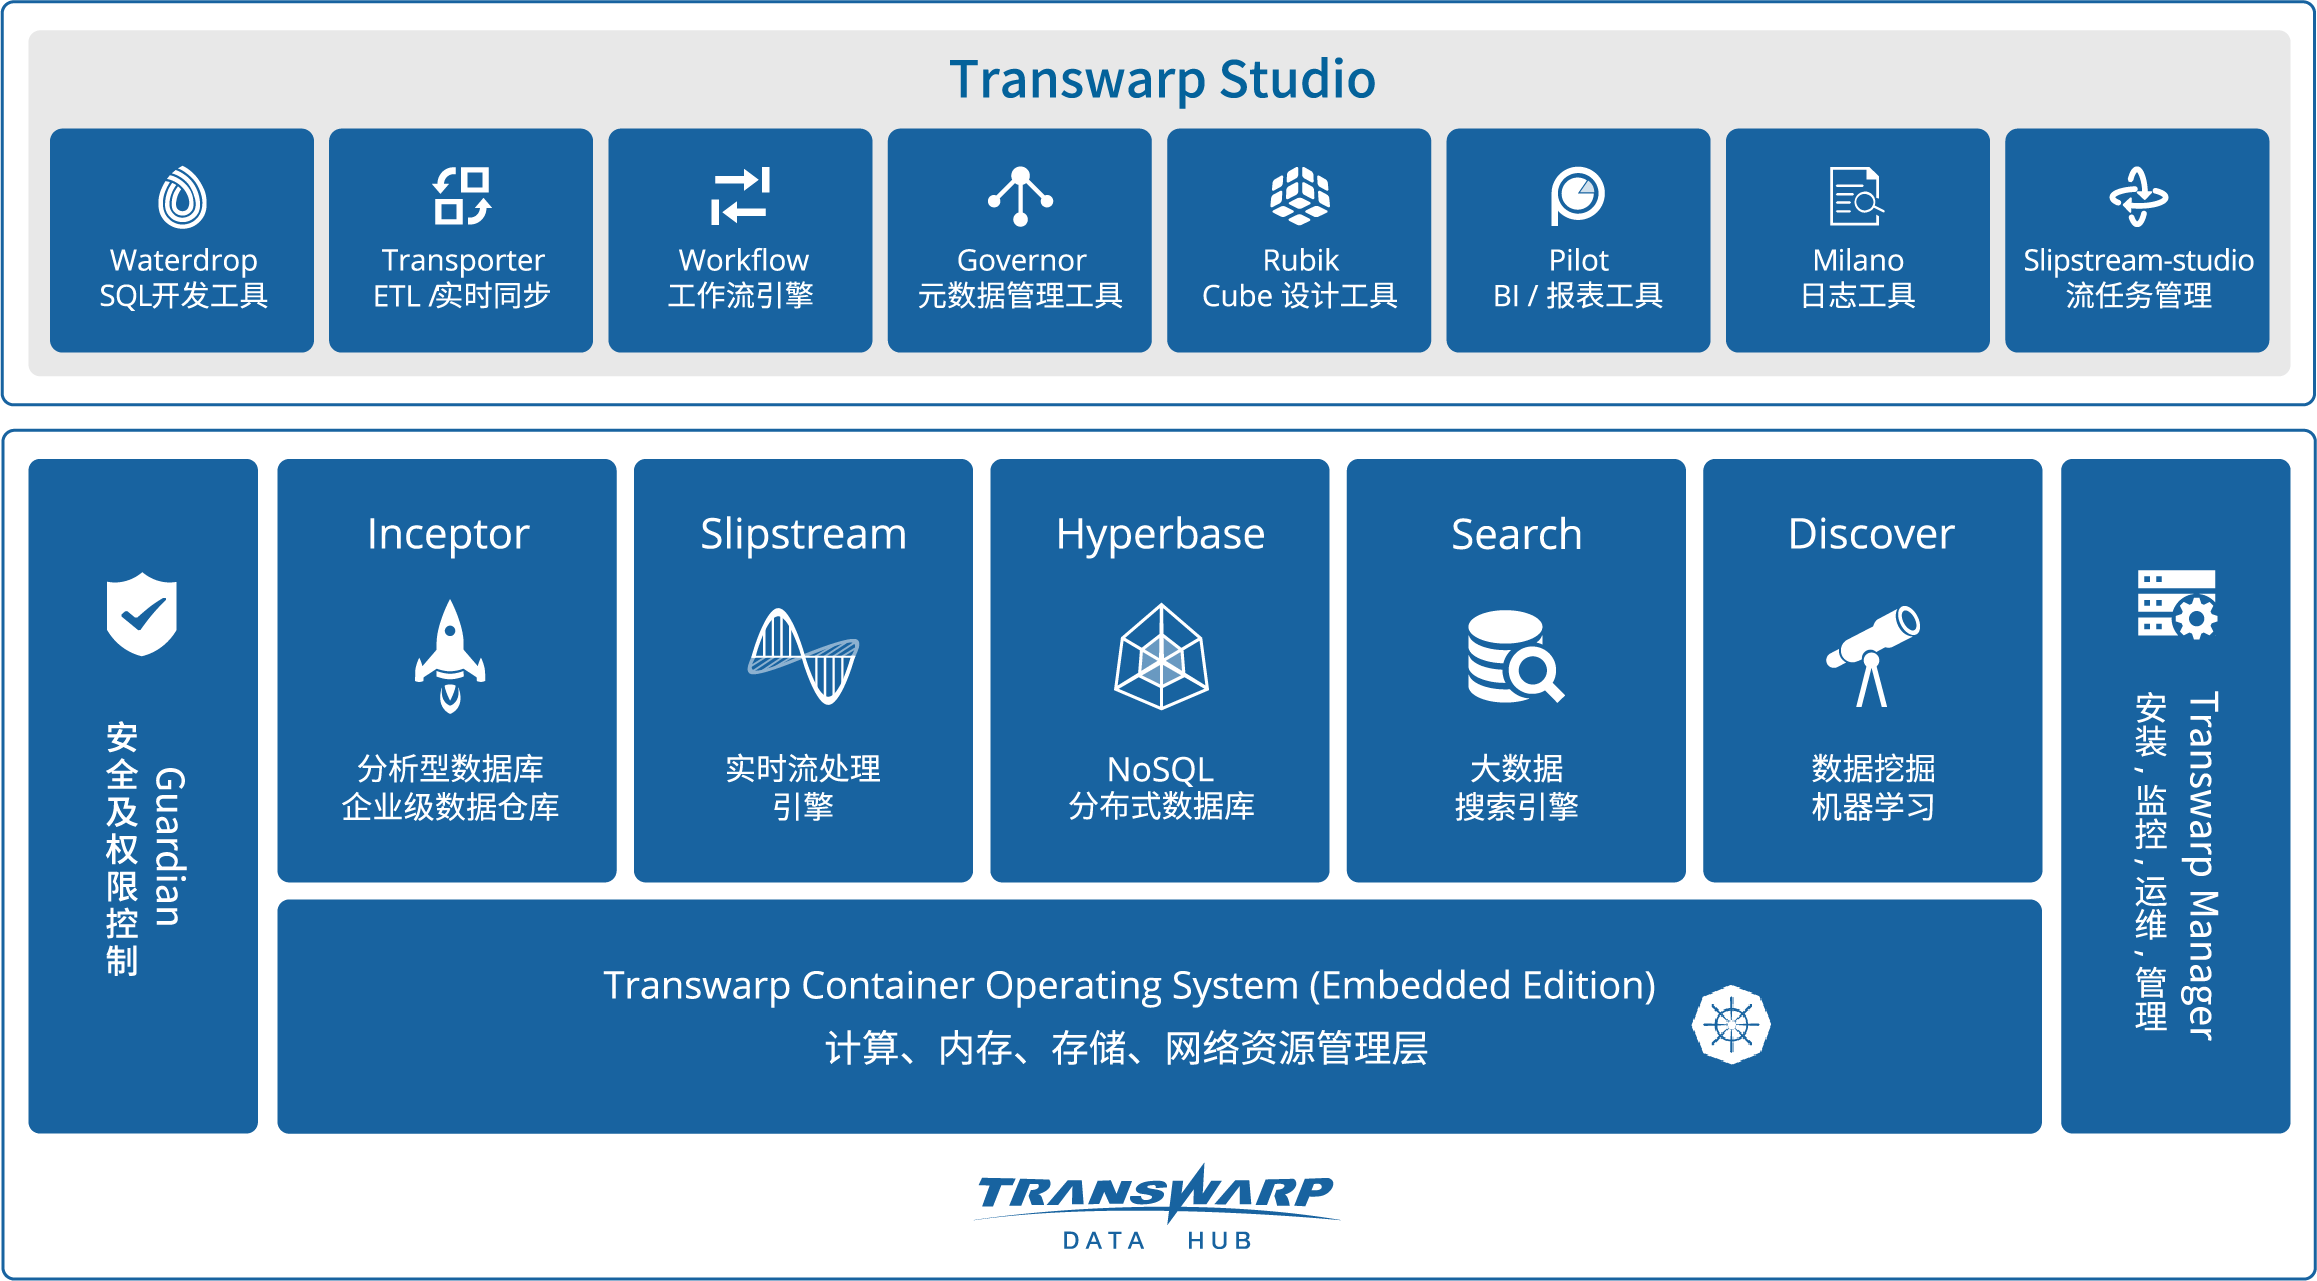 Transwarp Studio
Waterdrop
SQL开发工具
Transporter
ETL /实时同步
Workflow
工作流引擎
Governor
元数据管理工具
Rubik
Cube 设计工具
Pilot
BI / 报表工具
Milano
日志工具
Slipstream-studio
流任务管理
Guardian
安全及权限控制
Inceptor
分析型数据库
企业级数据仓库
Slipstream
实时流处理
引擎
Hyperbase
NoSQL
分布式数据库
Search
大数据
搜索引擎
Discover
数据挖掘
机器学习
Transwarp Manager
安装, 监控, 运维, 管理
Transwarp Container Operating System (Embedded Edition)
计算、内存、存储、网络资源管理层
TRANSWARP
DATA HUB